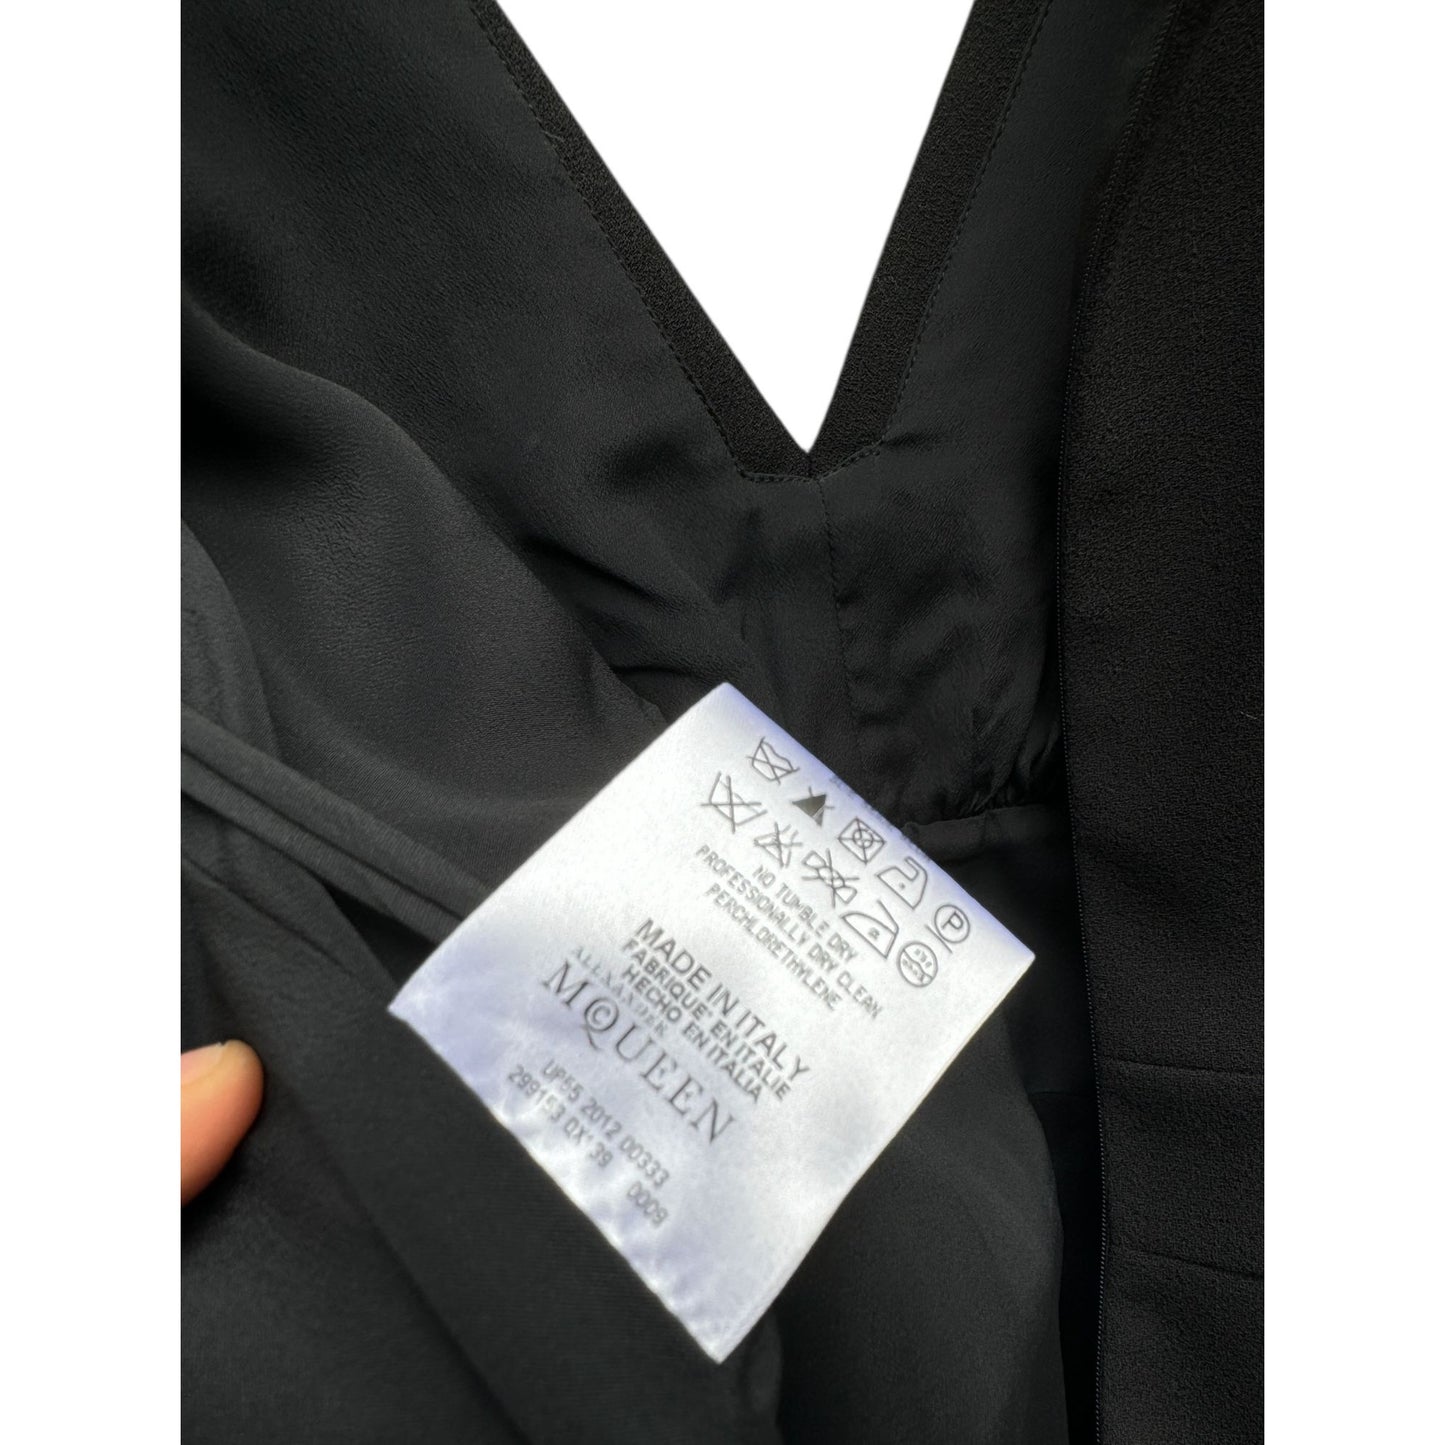 NO TUMBLE DRY
PROFESSIONALLY DRY CLEAN
PERCHLORETHYLENE
MADE IN ITALY
FABRIQUE' EN ITALIE
HECHO EN ITALIA
ALEXANDER
MCQUEEN
UP55 2012 00333
299153 QX' 39 0009
P